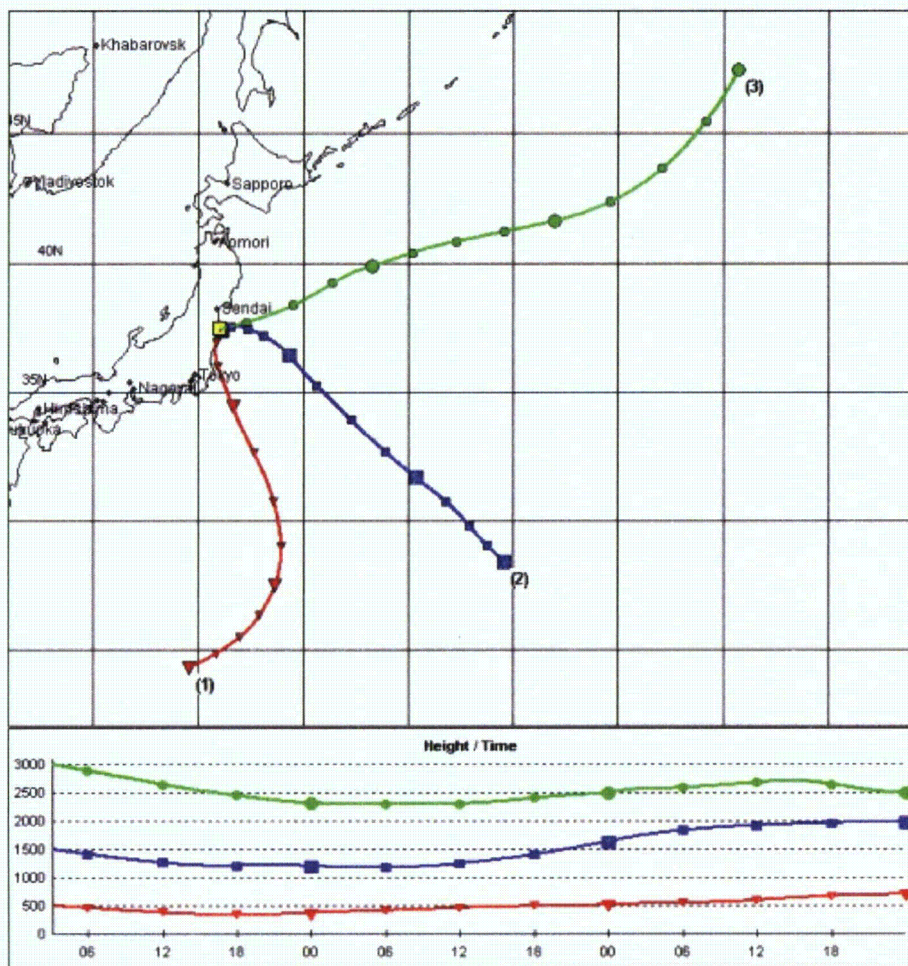 Khabarovsk
(3)
45N
Vladivostok
Sapporo
Aomori
40N
Sendai
35N
Tokyo
Nagoya
Hiroshima
(2)
(1)
Height / Time
3000
2500
2000
1500
1000
500
0
06 12 18 00 06 12 18 00 06 12 18